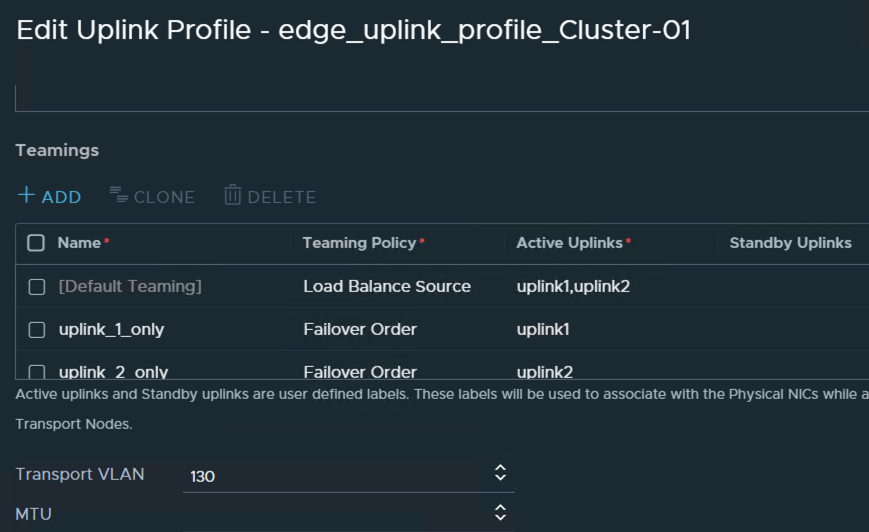 Edit Uplink Profile - edge_uplink_profile_Cluster-01
Teamings
+ ADD CLONE DELETE
Name* Teaming Policy* Active Uplinks* Standby Uplinks
[Default Teaming] Load Balance Source uplink1,uplink2
uplink_1_only Failover Order uplink1
uplink_2_only Failover Order uplink2
Active uplinks and Standby uplinks are user defined labels. These labels will be used to associate with the Physical NICs while a
Transport Nodes.
Transport VLAN 130
MTU